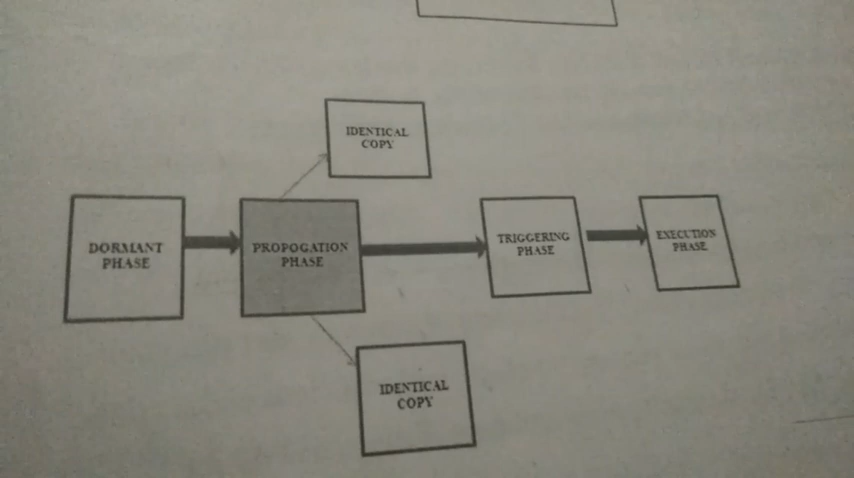 IDENTICAL
COPY
DORMANT
PHASE
PROPOGATION
PHASE
TRIGGERING
PHASE
EXECUTION
PHASE
IDENTICAL
COPY